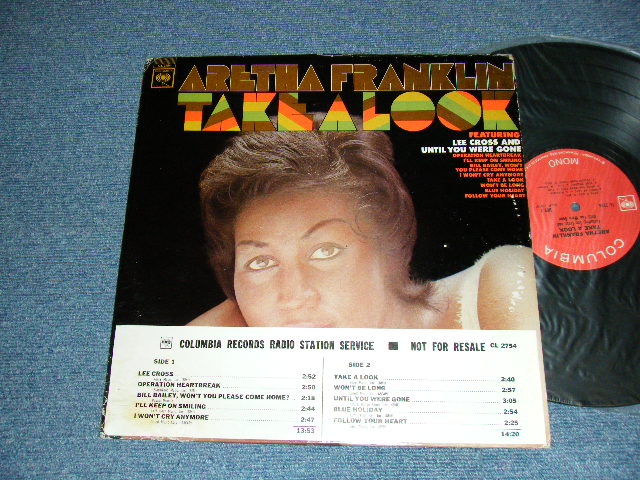 ARETHA FRANKLIN
TAKE A LOOK
FEATURING
LEE CROSS AND
UNTIL YOU WERE GONE
OPERATION HEARTBREAK
I'LL KEEP ON SMILING
BILL BAILEY, WON'T
YOU PLEASE COME HOME
I WON'T CRY ANYMORE
TAKE A LOOK
WON'T BE LONG
BLUE HOLIDAY
FOLLOW YOUR HEART
COLUMBIA
MONO
ARETHA FRANKLIN
TAKE A LOOK
COLUMBIA RECORDS RADIO STATION SERVICE NOT FOR RESALE CL 2754
SIDE 1
LEE CROSS 2:52
OPERATION HEARTBREAK 2:50
BILL BAILEY, WON'T YOU PLEASE COME HOME? 2:18
I'LL KEEP ON SMILING 2:44
I WON'T CRY ANYMORE 2:47
13:53
SIDE 2
TAKE A LOOK 2:40
WON'T BE LONG 2:57
UNTIL YOU WERE GONE 3:05
BLUE HOLIDAY 2:54
FOLLOW YOUR HEART 2:25
14:20